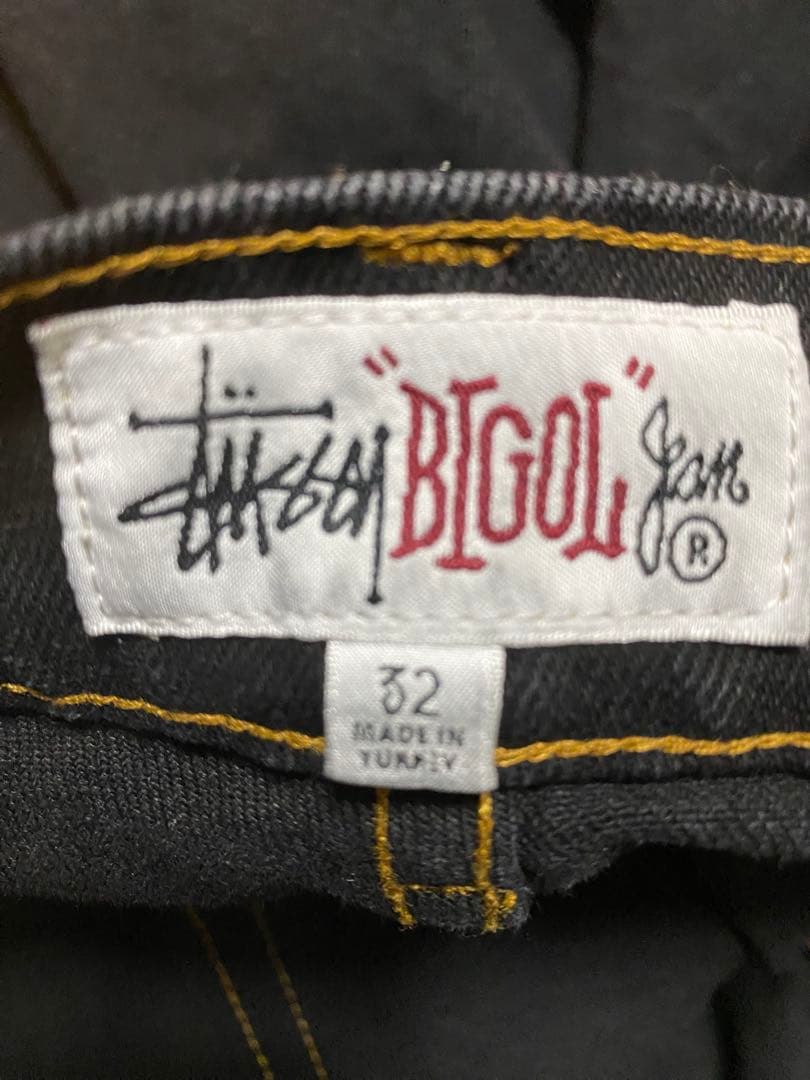 Stüssy "BIGOL" Jean ®
32
MADE IN
TURKEY